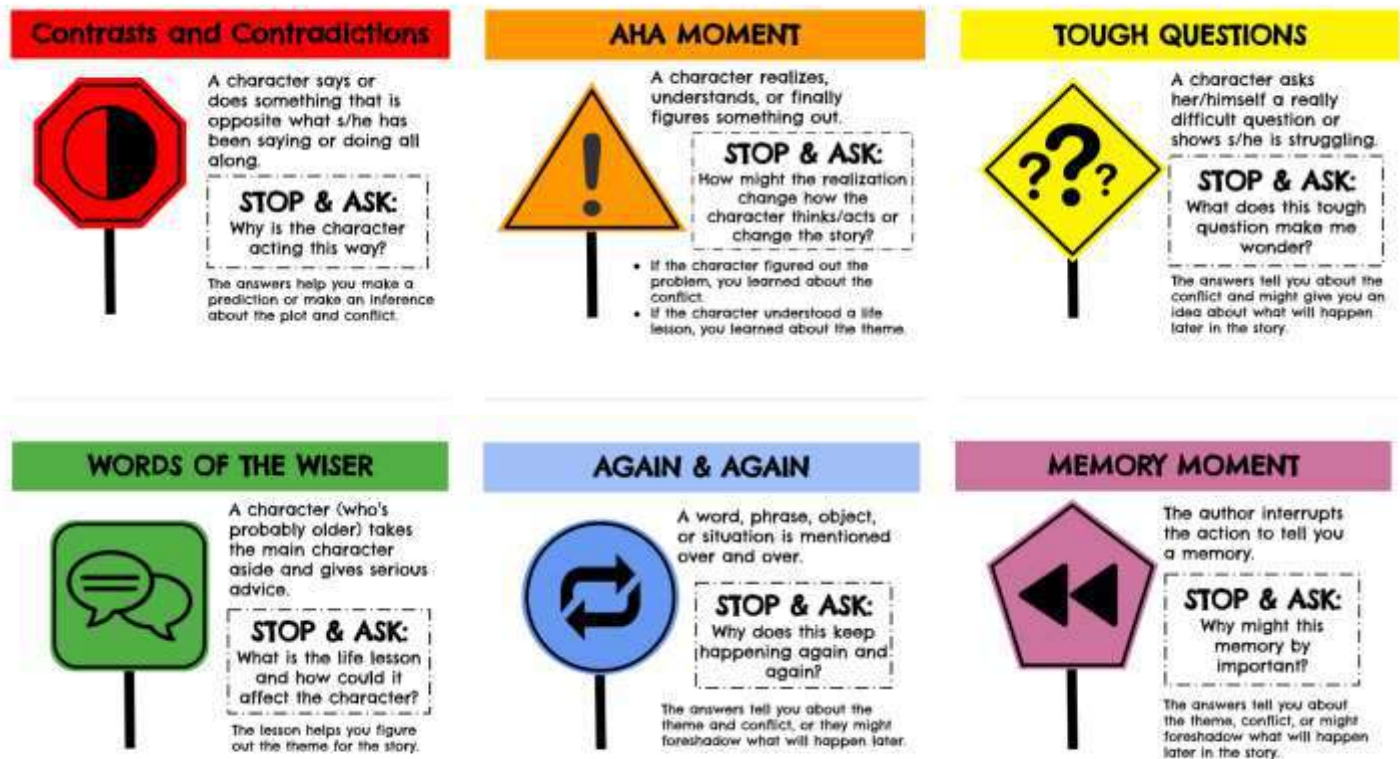 Contrasts and Contradictions
A character says or
does something that is
opposite what s/he has
been saying or doing all
along.
STOP & ASK:
Why is the character
acting this way?
The answers help you make a
prediction or make an inference
about the plot and conflict.
AHA MOMENT
A character realizes,
understands, or finally
figures something out.
STOP & ASK:
How might the realization
change how the
character thinks/acts or
change the story?
• If the character figured out the
problem, you learned about the
conflict.
• If the character understood a life
lesson, you learned about the theme.
TOUGH QUESTIONS
A character asks
her/himself a really
difficult question or
shows s/he is struggling.
???
STOP & ASK:
What does this tough
question make me
wonder?
The answers tell you about the
conflict and might give you an
idea about what will happen
later in the story.
WORDS OF THE WISER
A character (who's
probably older) takes
the main character
aside and gives serious
advice.
STOP & ASK:
What is the life lesson
and how could it
affect the character?
The lesson helps you figure
out the theme for the story.
AGAIN & AGAIN
A word, phrase, object,
or situation is mentioned
over and over.
STOP & ASK:
Why does this keep
happening again and
again?
The answers tell you about the
theme and conflict, or they might
foreshadow what will happen later.
MEMORY MOMENT
The author interrupts
the action to tell you
a memory.
STOP & ASK:
Why might this
memory by
important?
The answers tell you about
the theme, conflict, or might
foreshadow what will happen
later in the story.